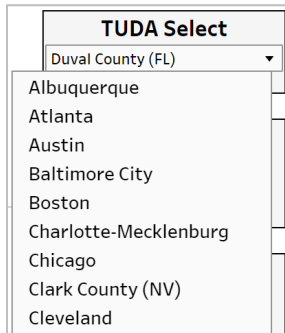 TUDA Select
Duval County (FL)
Albuquerque
Atlanta
Austin
Baltimore City
Boston
Charlotte-Mecklenburg
Chicago
Clark County (NV)
Cleveland